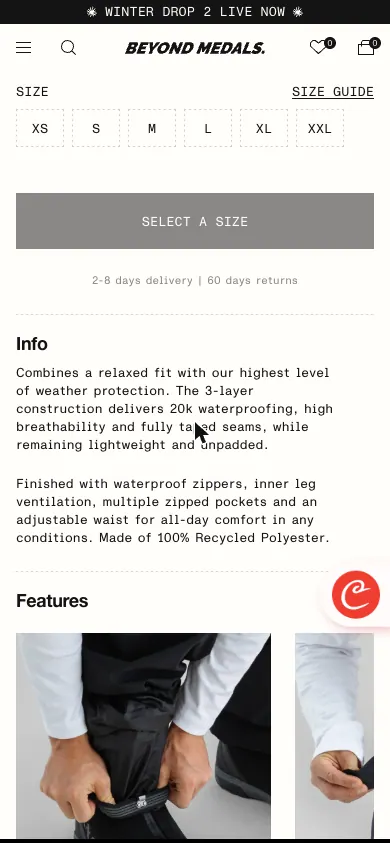 WINTER DROP 2 LIVE NOW
BEYOND MEDALS.
0
0
SIZE
SIZE GUIDE
XS
S
M
L
XL
XXL
SELECT A SIZE
2-8 days delivery | 60 days returns
Info
Combines a relaxed fit with our highest level
of weather protection. The 3-layer
construction delivers 20k waterproofing, high
breathability and fully taped seams, while
remaining lightweight and unpadded.
Finished with waterproof zippers, inner leg
ventilation, multiple zipped pockets and an
adjustable waist for all-day comfort in any
conditions. Made of 100% Recycled Polyester.
Features